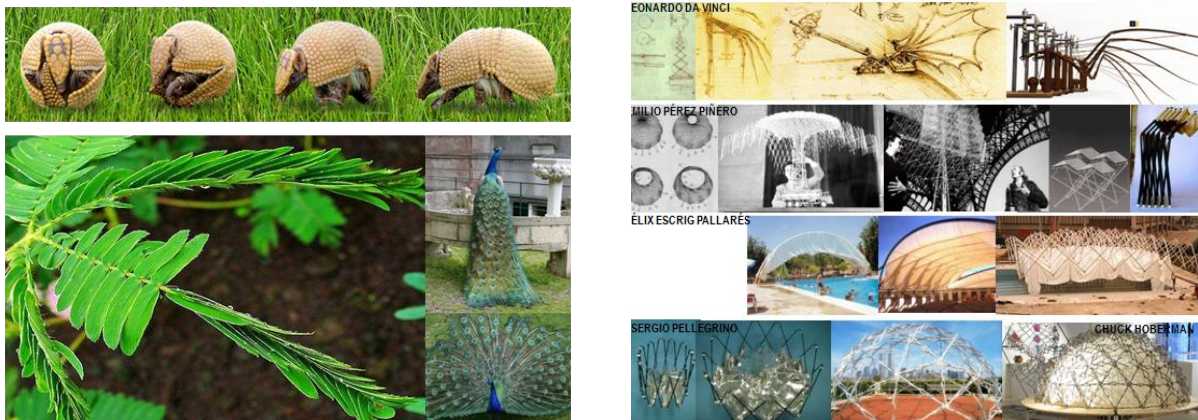 EONARDO DA VINCI
MILIO PÉREZ PIÑERO
ÉLIX ESCRIG PALLARÉS
SERGIO PELLEGRINO
CHUCK HOBERMAN